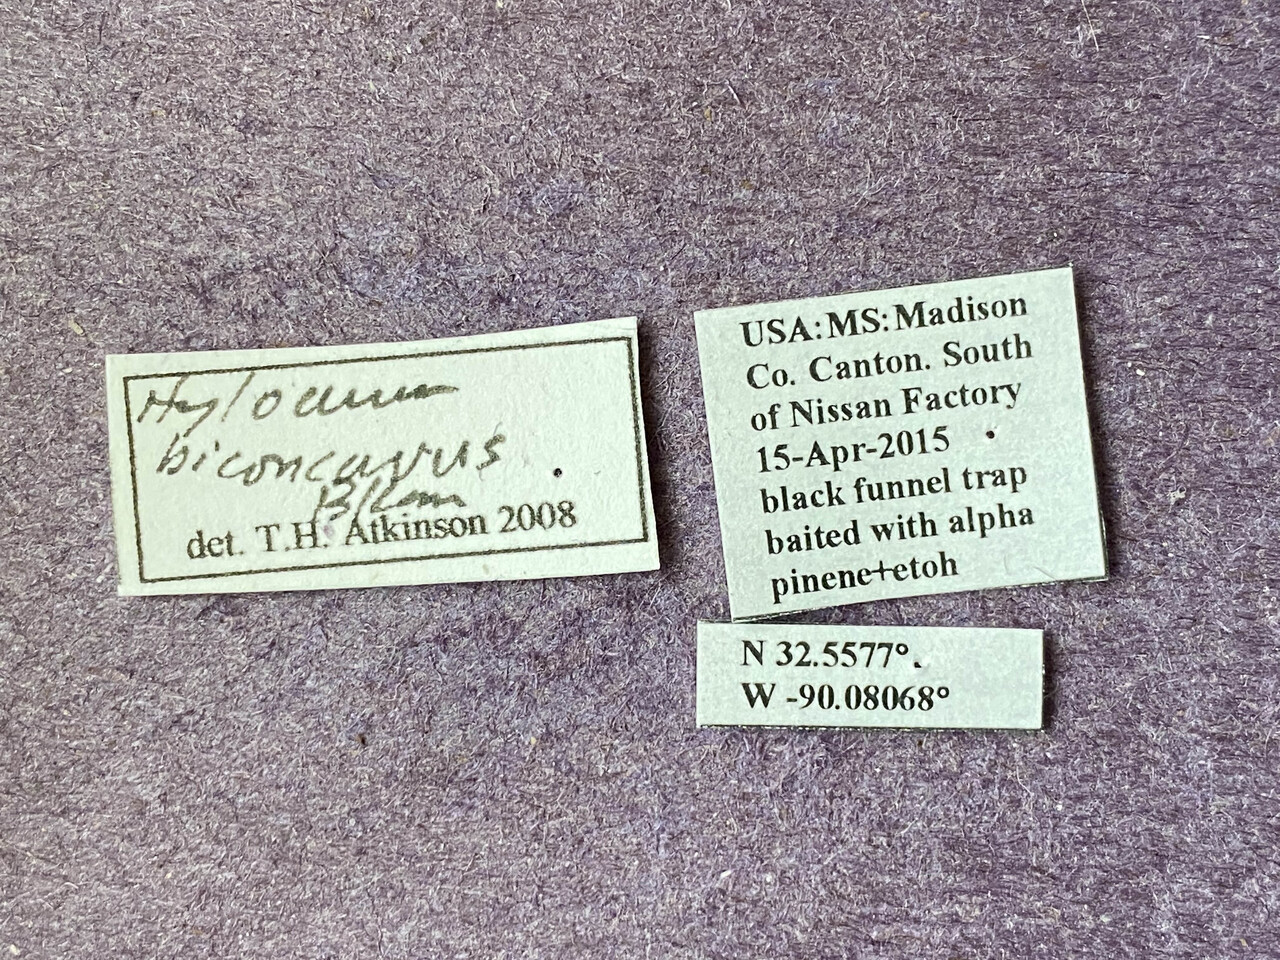 Hylocurus
biconcavus
Blkm
det. T.H. Atkinson 2008
USA:MS:Madison
Co. Canton. South
of Nissan Factory
15-Apr-2015
black funnel trap
baited with alpha
pinene+etoh
N 32.5577°.
W -90.08068°